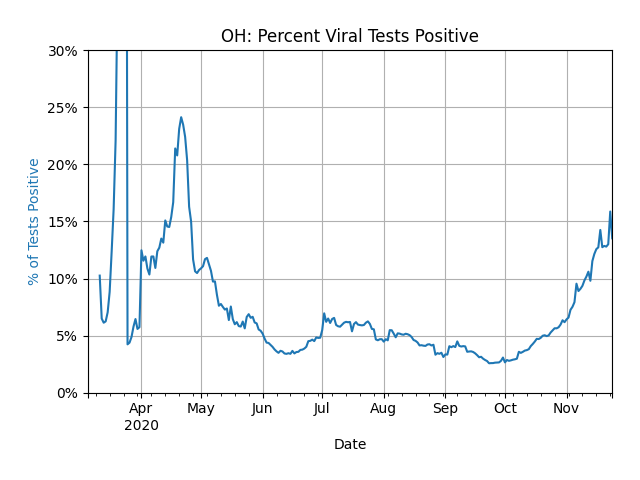 OH: Percent Viral Tests Positive
30%
25%
20%
15%
10%
5%
0%
% of Tests Positive
Apr May Jun Jul Aug Sep Oct Nov
2020
Date